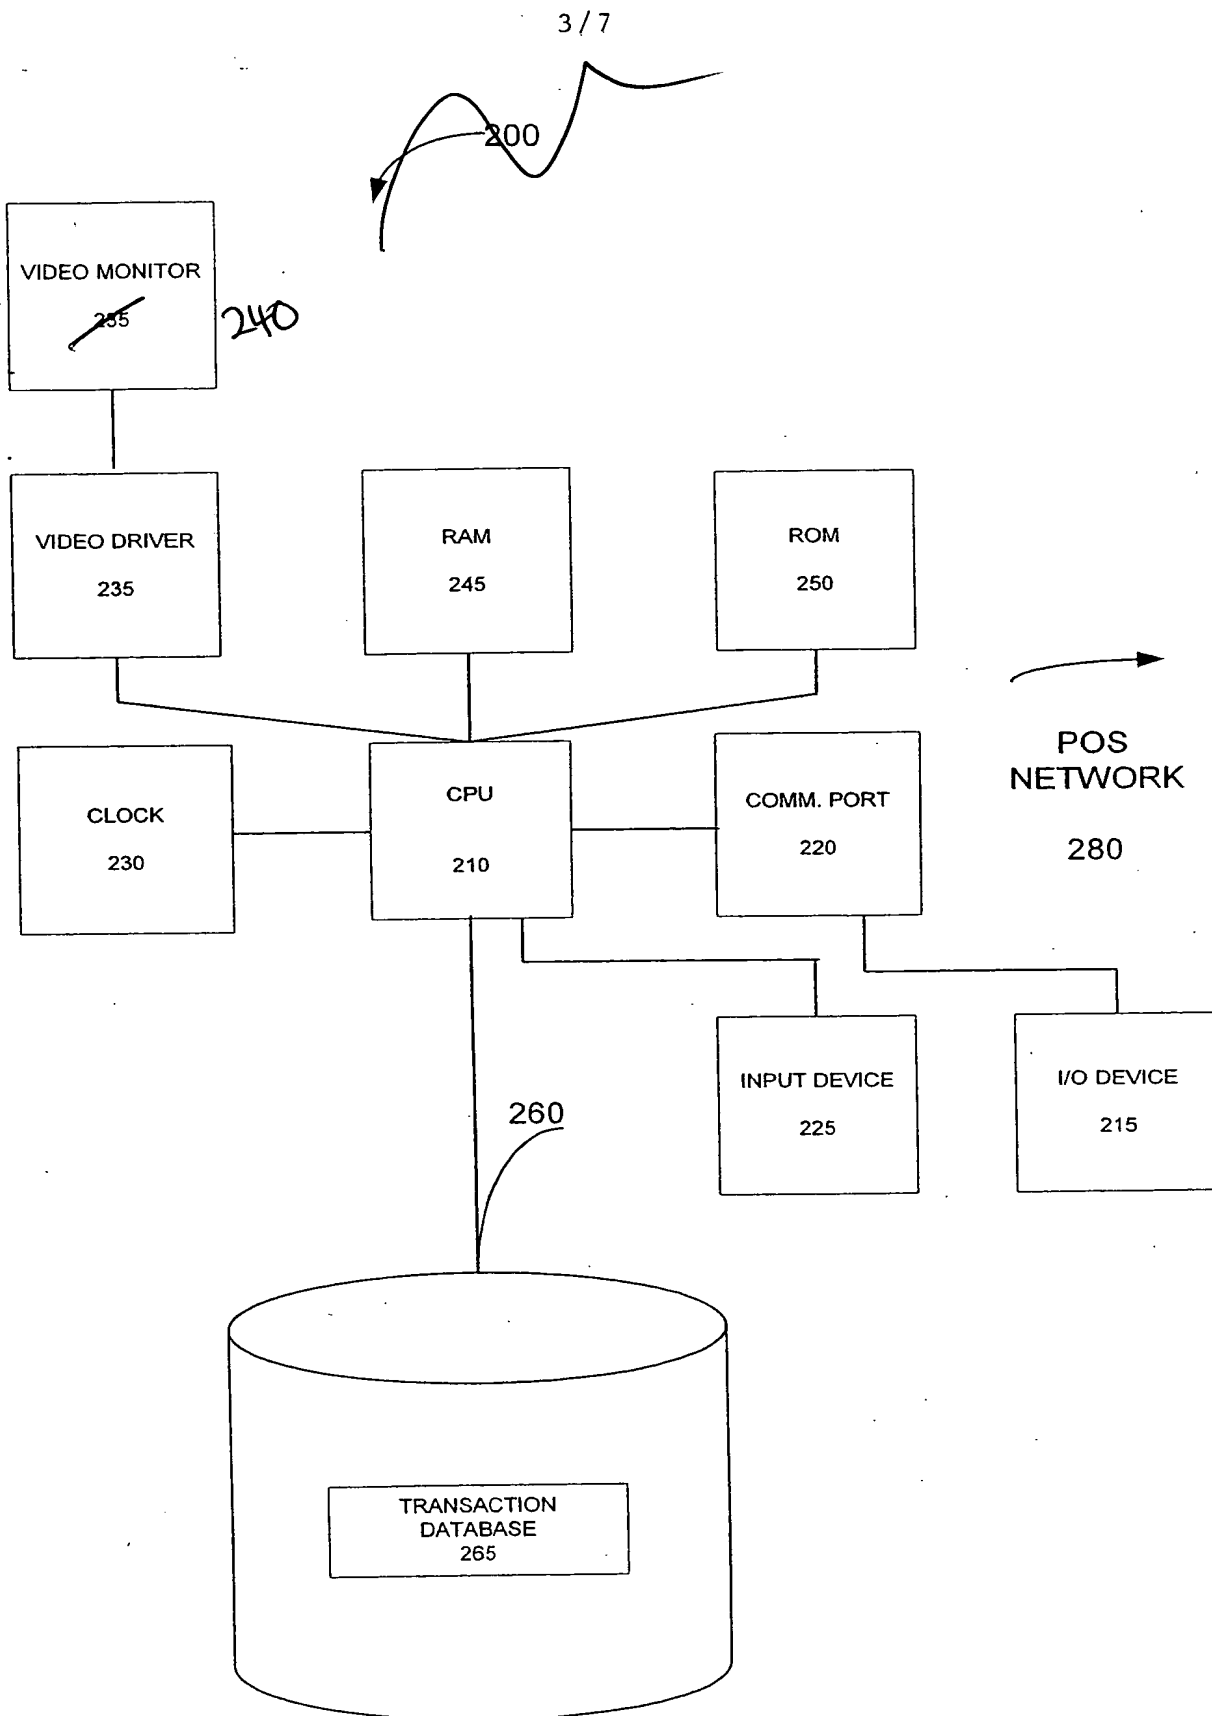 3/7
200
VIDEO MONITOR
235
240
VIDEO DRIVER
235
RAM
245
ROM
250
CLOCK
230
CPU
210
COMM. PORT
220
POS
NETWORK
280
INPUT DEVICE
225
I/O DEVICE
215
260
TRANSACTION
DATABASE
265